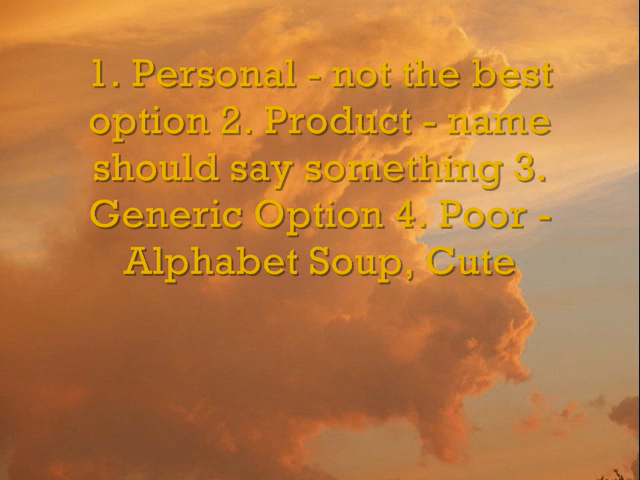 1. Personal - not the best
option 2. Product - name
should say something 3.
Generic Option 4. Poor -
Alphabet Soup, Cute